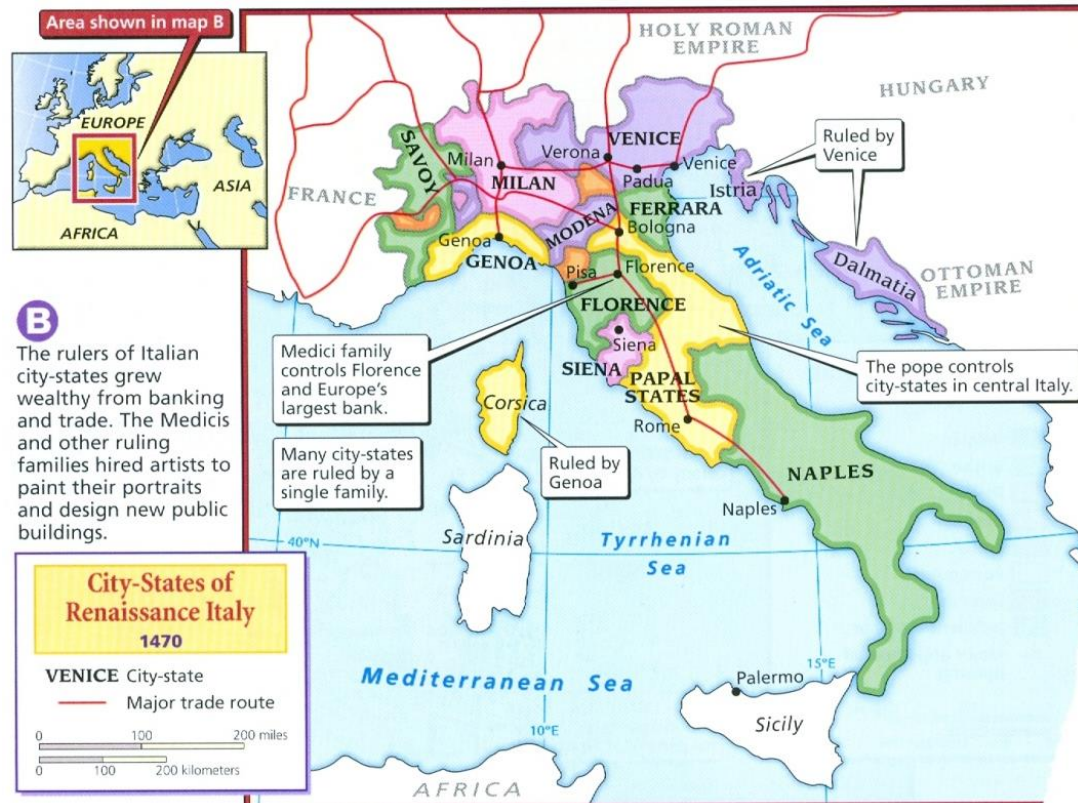 Area shown in map B
EUROPE
ASIA
AFRICA
B
The rulers of Italian
city-states grew
wealthy from banking
and trade. The Medicis
and other ruling
families hired artists to
paint their portraits
and design new public
buildings.
City-States of
Renaissance Italy
1470
VENICE City-state
Major trade route
0 100 200 miles
0 100 200 kilometers
HOLY ROMAN
EMPIRE
HUNGARY
FRANCE
SAVOY
Milan
MILAN
Verona
VENICE
Venice
Padua
Istria
Ruled by
Venice
FERRARA
MODENA
Bologna
Genoa
GENOA
Pisa
Florence
FLORENCE
Adriatic Sea
Dalmatia
OTTOMAN
EMPIRE
Medici family
controls Florence
and Europe's
largest bank.
Siena
SIENA
PAPAL
STATES
Rome
The pope controls
city-states in central Italy.
Many city-states
are ruled by a
single family.
Corsica
Ruled by
Genoa
NAPLES
Naples
Sardinia
40°N
Tyrrhenian
Sea
Mediterranean Sea
10°E
15°E
Palermo
Sicily
AFRICA